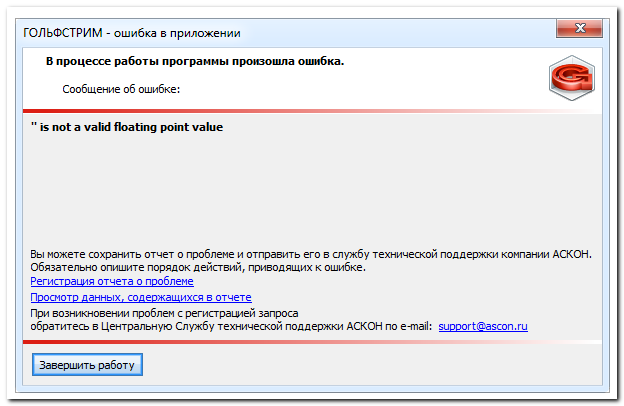 ГОЛЬФСТРИМ - ошибка в приложении
В процессе работы программы произошла ошибка.
Сообщение об ошибке:
'' is not a valid floating point value
Вы можете сохранить отчет о проблеме и отправить его в службу технической поддержки компании АСКОН.
Обязательно опишите порядок действий, приводящих к ошибке.
Регистрация отчета о проблеме
Просмотр данных, содержащихся в отчете
При возникновении проблем с регистрацией запроса
обратитесь в Центральную Службу технической поддержки АСКОН по e-mail: support@ascon.ru
Завершить работу